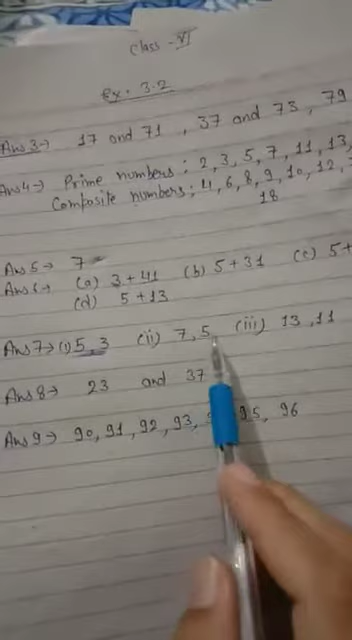 Class - VI
Ex. 3.2
Ans 3→ 17 and 71 , 37 and 73 , 79
Ans 4→ Prime numbers : 2, 3, 5, 7, 11, 13,
Composite numbers ; 4, 6, 8, 9, 10, 12,
18
Ans 5→ 7
Ans 6→ (a) 3+41 (b) 5+31 (c) 5+
(d) 5+13
Ans 7→ (i) 5, 3 (ii) 7, 5 (iii) 13, 11
Ans 8→ 23 and 37
Ans 9→ 90, 91, 92, 93, 95, 96